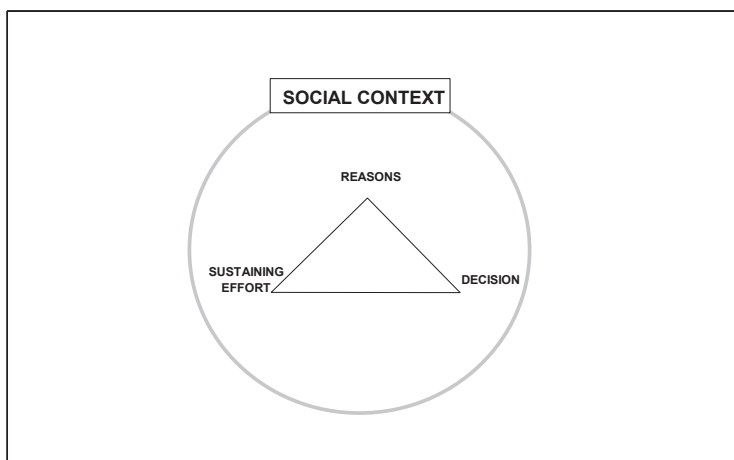 SOCIAL CONTEXT
REASONS
SUSTAINING
EFFORT
DECISION